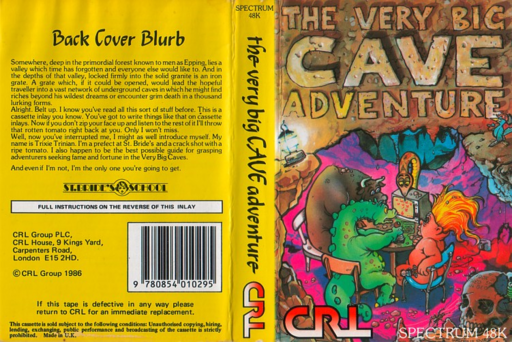 Back Cover Blurb
Somewhere, deep in the primordial forest known to men as Epping, lies a
valley which time has forgotten and everyone else would like to. And in
the depths of that valley, locked firmly into the solid granite is an iron
grate. A grate which, if it could be opened, would lead the hopeful
traveller into a vast network of underground caves in which he might find
riches beyond his wildest dreams or encounter grim death in a thousand
lurking forms.
Alright. Belt up. I know you've read all this sort of stuff before. This is a
cassette inlay you know. You've got to write things like that on cassette
inlays. Now if you don't zip your face up and listen to the rest of it I'll throw
that rotten tomato right back at you. Only I won't miss.
Well, now you've interrupted me, I might as well introduce myself. My
name is Trixie Trinian. I'm a prefect at St. Bride's and a crack shot with a
ripe tomato. I also happen to be the best possible guide for grasping
adventurers seeking fame and fortune in the Very Big Caves.
And even if I'm not, I'm the only one you're going to get.
ST. BRIDE'S SCHOOL
FULL INSTRUCTIONS ON THE REVERSE OF THIS INLAY
CRL Group PLC,
CRL House, 9 Kings Yard,
Carpenters Road,
London E15 2HD.
© CRL Group 1986
9 780854 010295
If this tape is defective in any way please
return to CRL for an immediate replacement.
This cassette is sold subject to the following conditions: Unauthorised copying, hiring,
lending, exchanging, public performance and broadcasting of the cassette is strictly
prohibited. Made in U.K.
SPECTRUM
48K
the very big CAVE adventure
CRL
THE VERY BIG
CAVE
ADVENTURE
CRL
SPECTRUM 48K